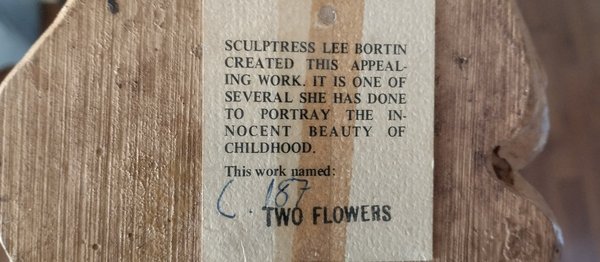 SCULPTRESS LEE BORTIN
CREATED THIS APPEAL-
ING WORK. IT IS ONE OF
SEVERAL SHE HAS DONE
TO PORTRAY THE IN-
NOCENT BEAUTY OF
CHILDHOOD.
This work named:
C. 187
TWO FLOWERS